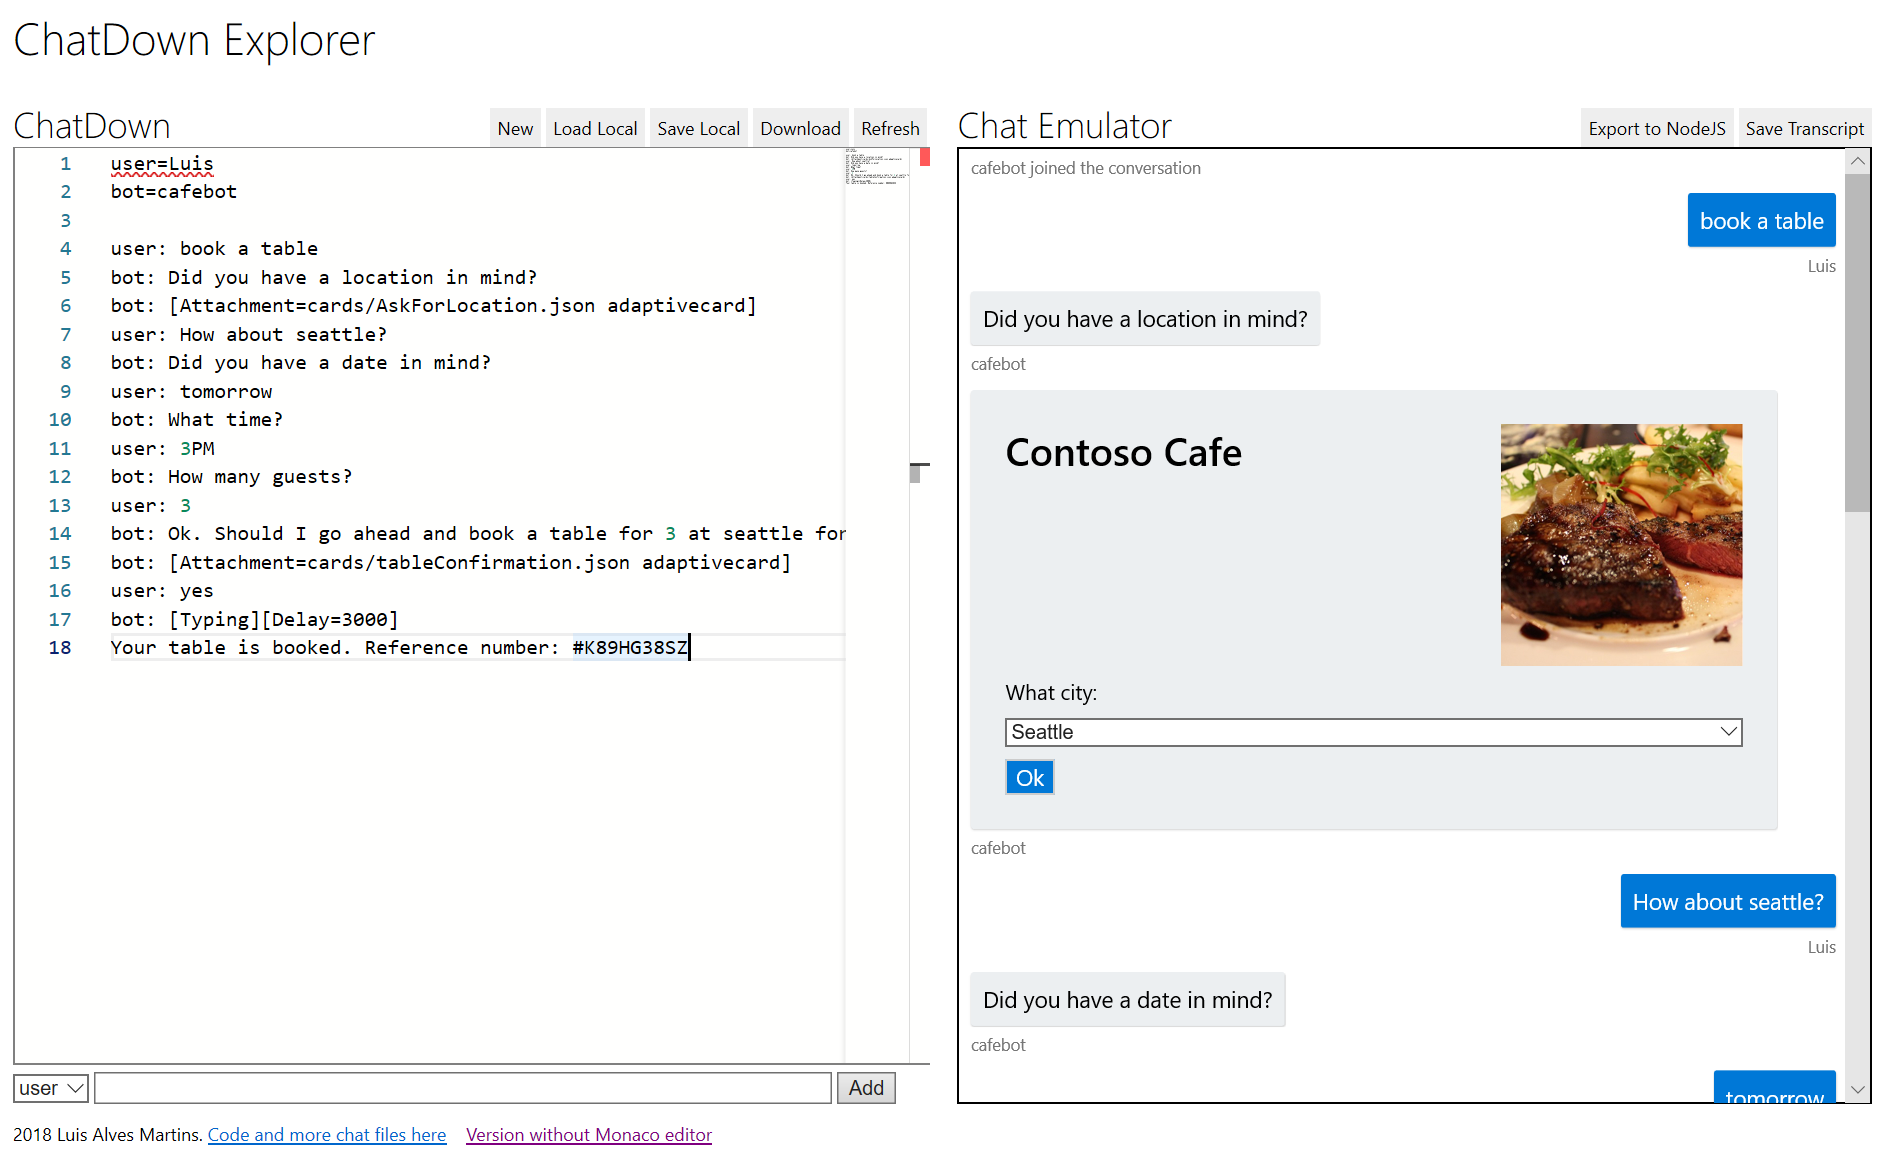 ChatDown Explorer
ChatDown
New Load Local Save Local Download Refresh
1 user=Luis
2 bot=cafebot
3
4 user: book a table
5 bot: Did you have a location in mind?
6 bot: [Attachment=cards/AskForLocation.json adaptivecard]
7 user: How about seattle?
8 bot: Did you have a date in mind?
9 user: tomorrow
10 bot: What time?
11 user: 3PM
12 bot: How many guests?
13 user: 3
14 bot: Ok. Should I go ahead and book a table for 3 at seattle for
15 bot: [Attachment=cards/tableConfirmation.json adaptivecard]
16 user: yes
17 bot: [Typing][Delay=3000]
18 Your table is booked. Reference number: #K89HG38SZ
user Add
2018 Luis Alves Martins. Code and more chat files here Version without Monaco editor
Chat Emulator
Export to NodeJS Save Transcript
cafebot joined the conversation
book a table
Luis
Did you have a location in mind?
cafebot
Contoso Cafe
What city:
Seattle
Ok
cafebot
How about seattle?
Luis
Did you have a date in mind?
cafebot
tomorrow